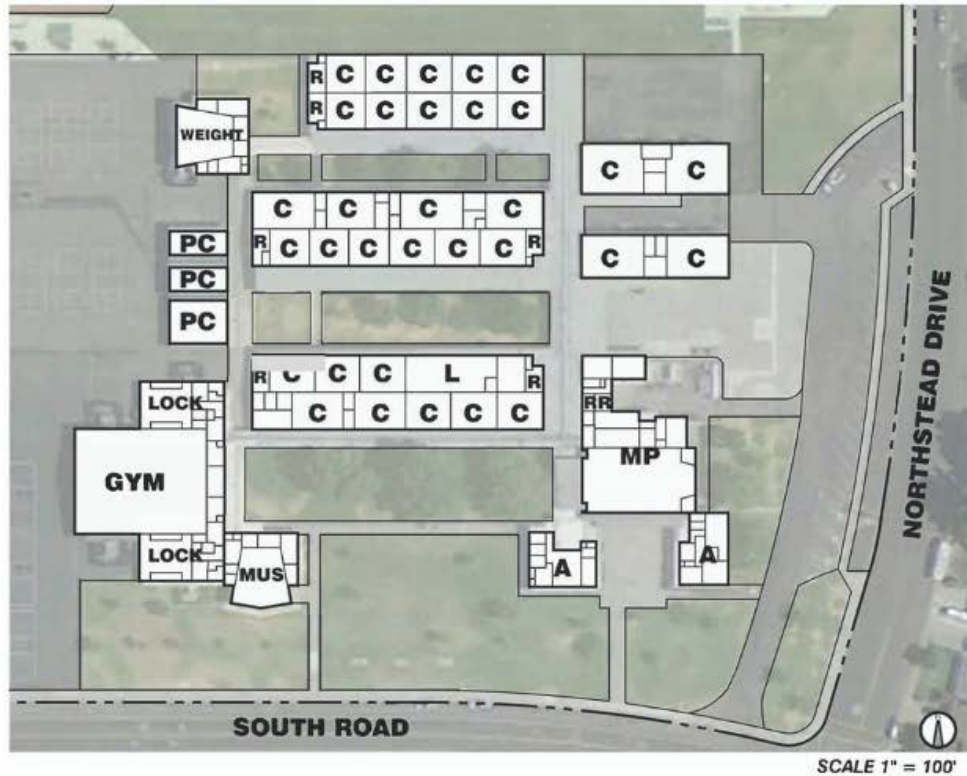 R C C C C C
R C C C C C
WEIGHT
C C
C C C C
R C C C C C C R
PC
C C
PC
PC
R C C C L R
LOCK
C C C C C
RR
MP
GYM
NORTHSTEAD DRIVE
LOCK
MUS
A
A
SOUTH ROAD
SCALE 1" = 100'